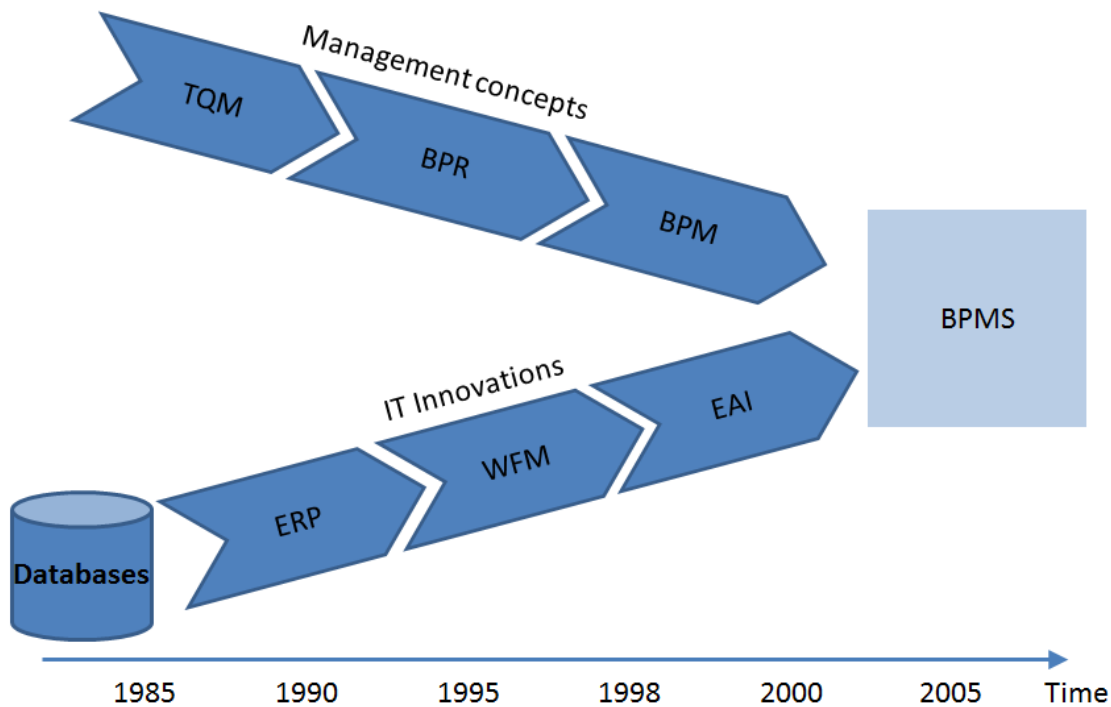 Management concepts
TQM
BPR
BPM
BPMS
IT Innovations
EAI
WFM
ERP
Databases
1985 1990 1995 1998 2000 2005 Time